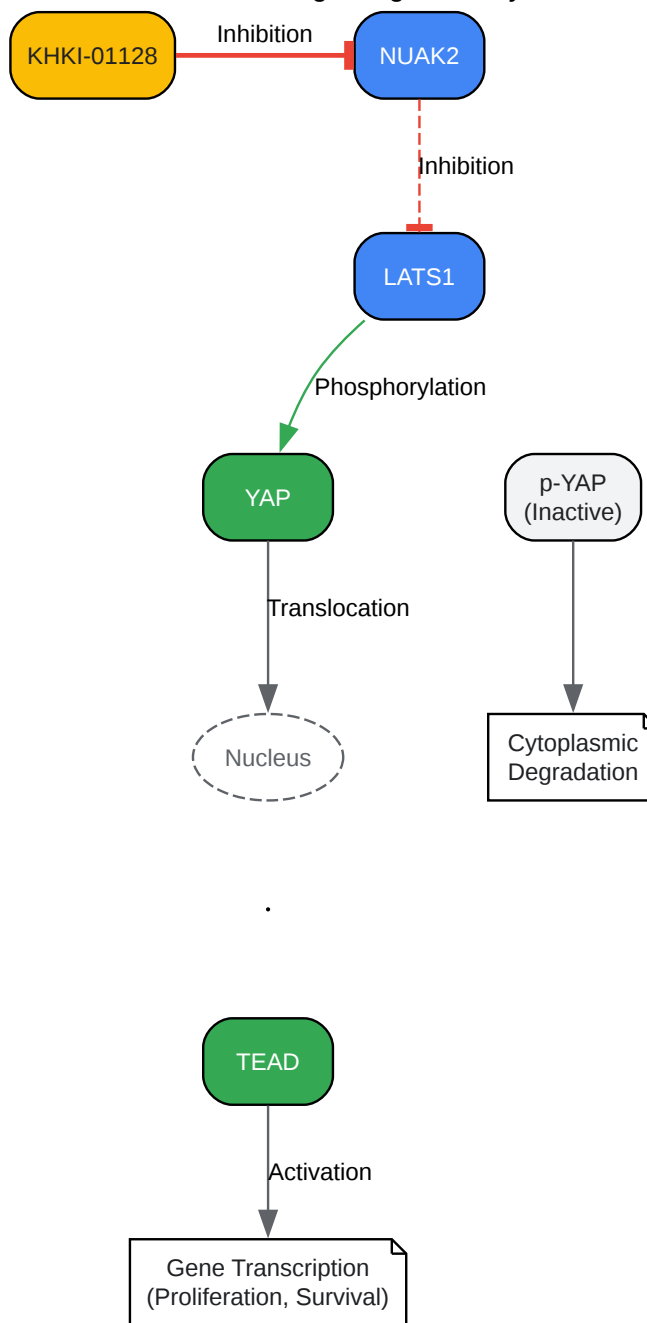 KHKI-01128
Inhibition
NUAK2
Inhibition
LATS1
Phosphorylation
YAP
p-YAP
(Inactive)
Translocation
Nucleus
Cytoplasmic
Degradation
TEAD
Activation
Gene Transcription
(Proliferation, Survival)